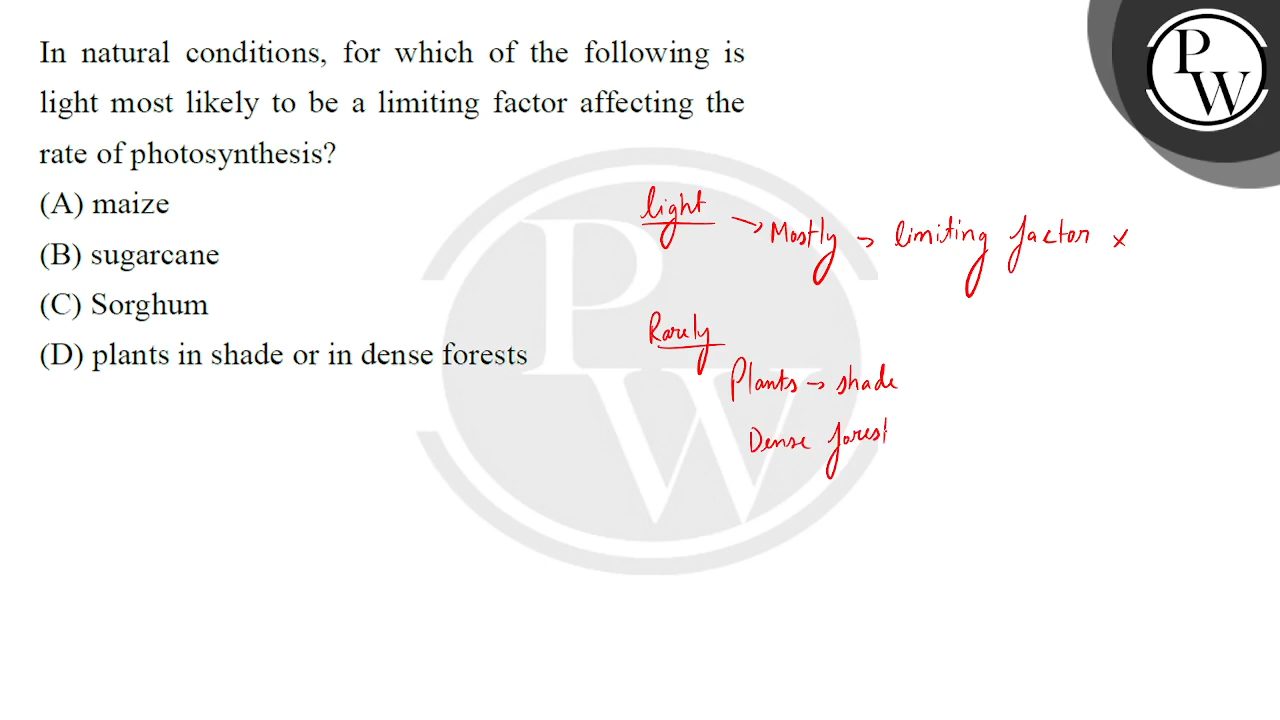 In natural conditions, for which of the following is
light most likely to be a limiting factor affecting the
rate of photosynthesis?
(A) maize
(B) sugarcane
(C) Sorghum
(D) plants in shade or in dense forests
light → Mostly → limiting factor ×
Rarely
Plants → shade
Dense forest
P
W
P
W